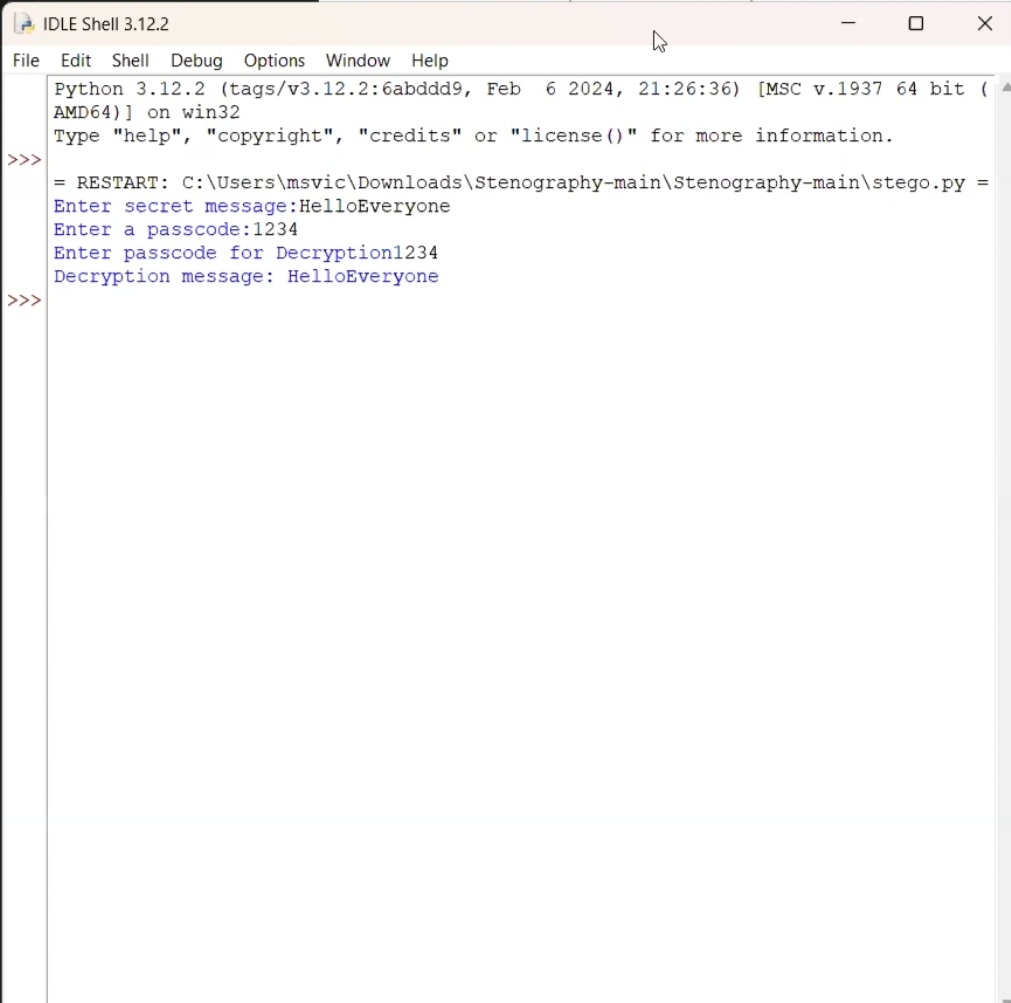 IDLE Shell 3.12.2
File Edit Shell Debug Options Window Help
Python 3.12.2 (tags/v3.12.2:6abddd9, Feb  6 2024, 21:26:36) [MSC v.1937 64 bit (
AMD64)] on win32
Type "help", "copyright", "credits" or "license()" for more information.
>>>
= RESTART: C:\Users\msvic\Downloads\Stenography-main\Stenography-main\stego.py =
Enter secret message:HelloEveryone
Enter a passcode:1234
Enter passcode for Decryption1234
Decryption message: HelloEveryone
>>>